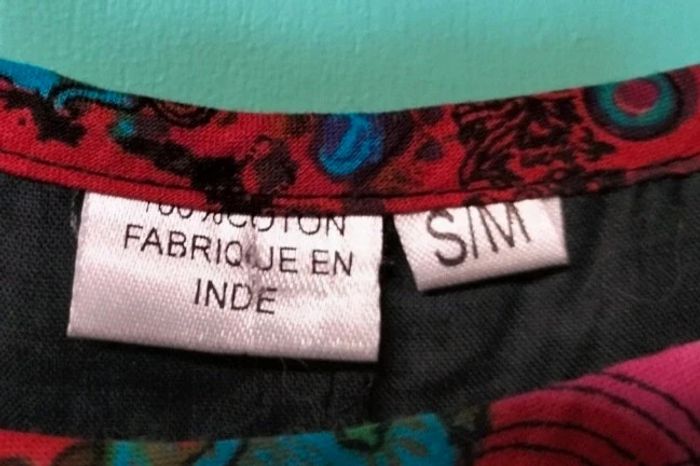 100%COTON
FABRIQUE EN
INDE
S/M